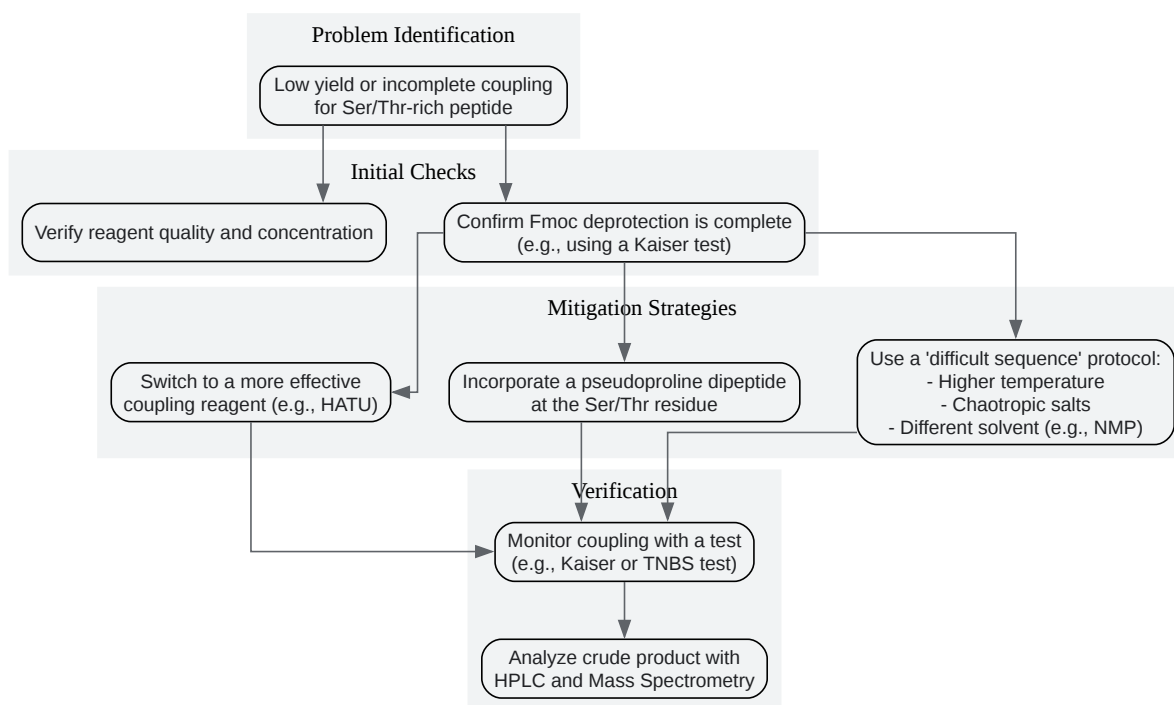 Problem Identification
Low yield or incomplete coupling
for Ser/Thr-rich peptide
Initial Checks
Verify reagent quality and concentration
Confirm Fmoc deprotection is complete
(e.g., using a Kaiser test)
Mitigation Strategies
Switch to a more effective
coupling reagent (e.g., HATU)
Incorporate a pseudoproline dipeptide
at the Ser/Thr residue
Use a 'difficult sequence' protocol:
- Higher temperature
- Chaotropic salts
- Different solvent (e.g., NMP)
Verification
Monitor coupling with a test
(e.g., Kaiser or TNBS test)
Analyze crude product with
HPLC and Mass Spectrometry